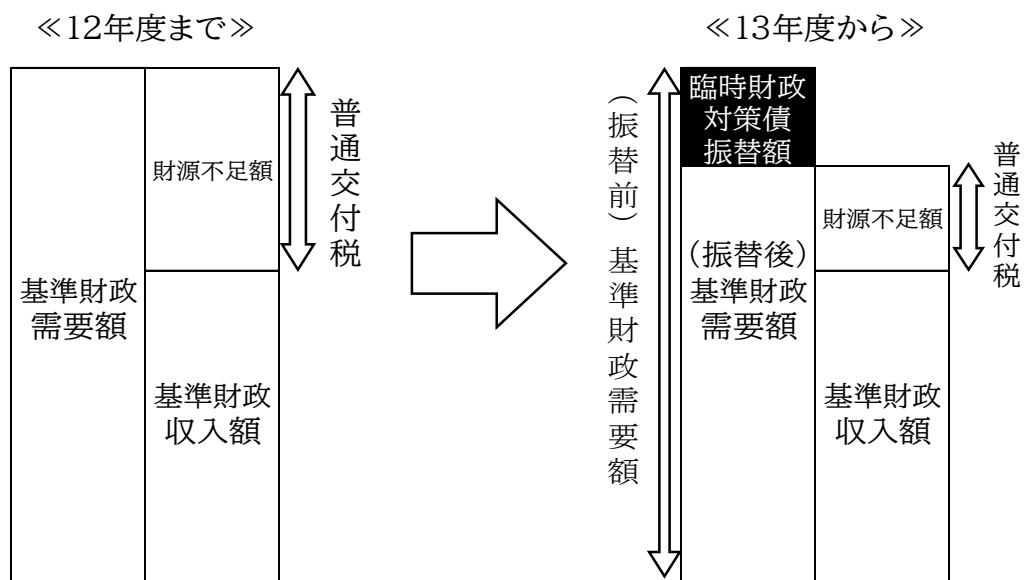 ≪12年度まで≫
基準財政
需要額
財源不足額
基準財政
収入額
普通交付税
≪13年度から≫
（振替前）基準財政需要額
臨時財政
対策債
振替額
（振替後）
基準財政
需要額
財源不足額
基準財政
収入額
普通交付税